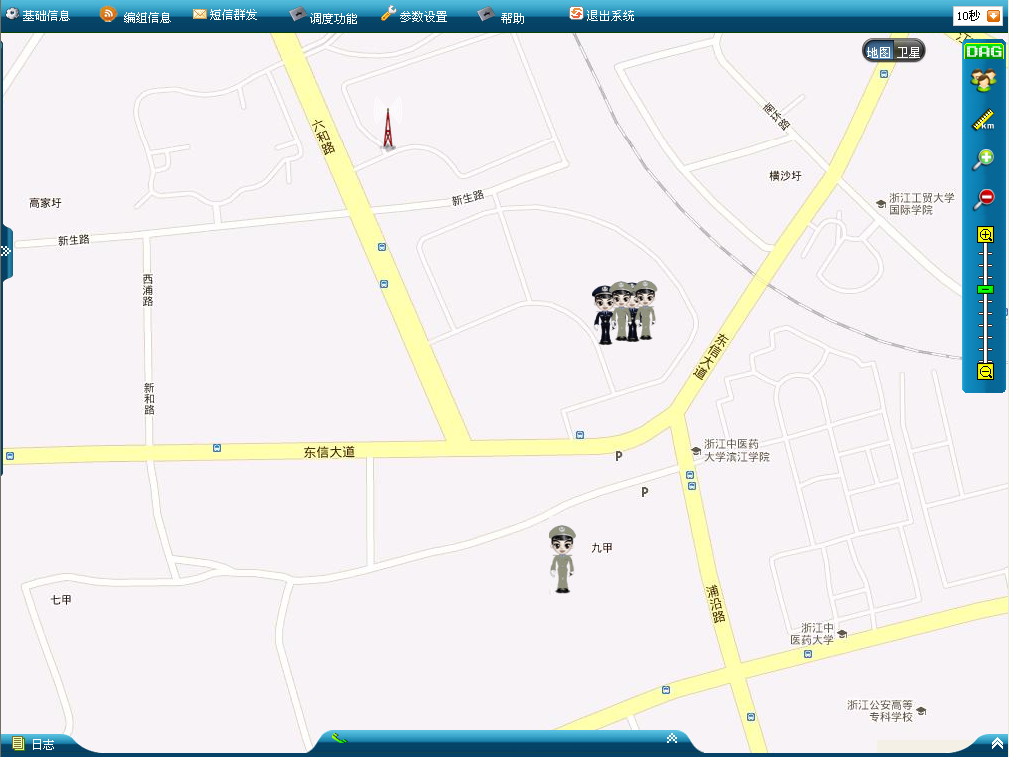 基础信息
编组信息
短信群发
调度功能
参数设置
帮助
退出系统
10秒
地图
卫星
DAG
km
六和路
南环路
横沙圩
浙江工贸大学
国际学院
高家圩
新生路
新生路
西浦路
新和路
东信大道
东信大道
P
浙江中医药
大学滨江学院
P
九甲
七甲
浦沿路
浙江中
医药大学
浙江公安高等
专科学校
日志